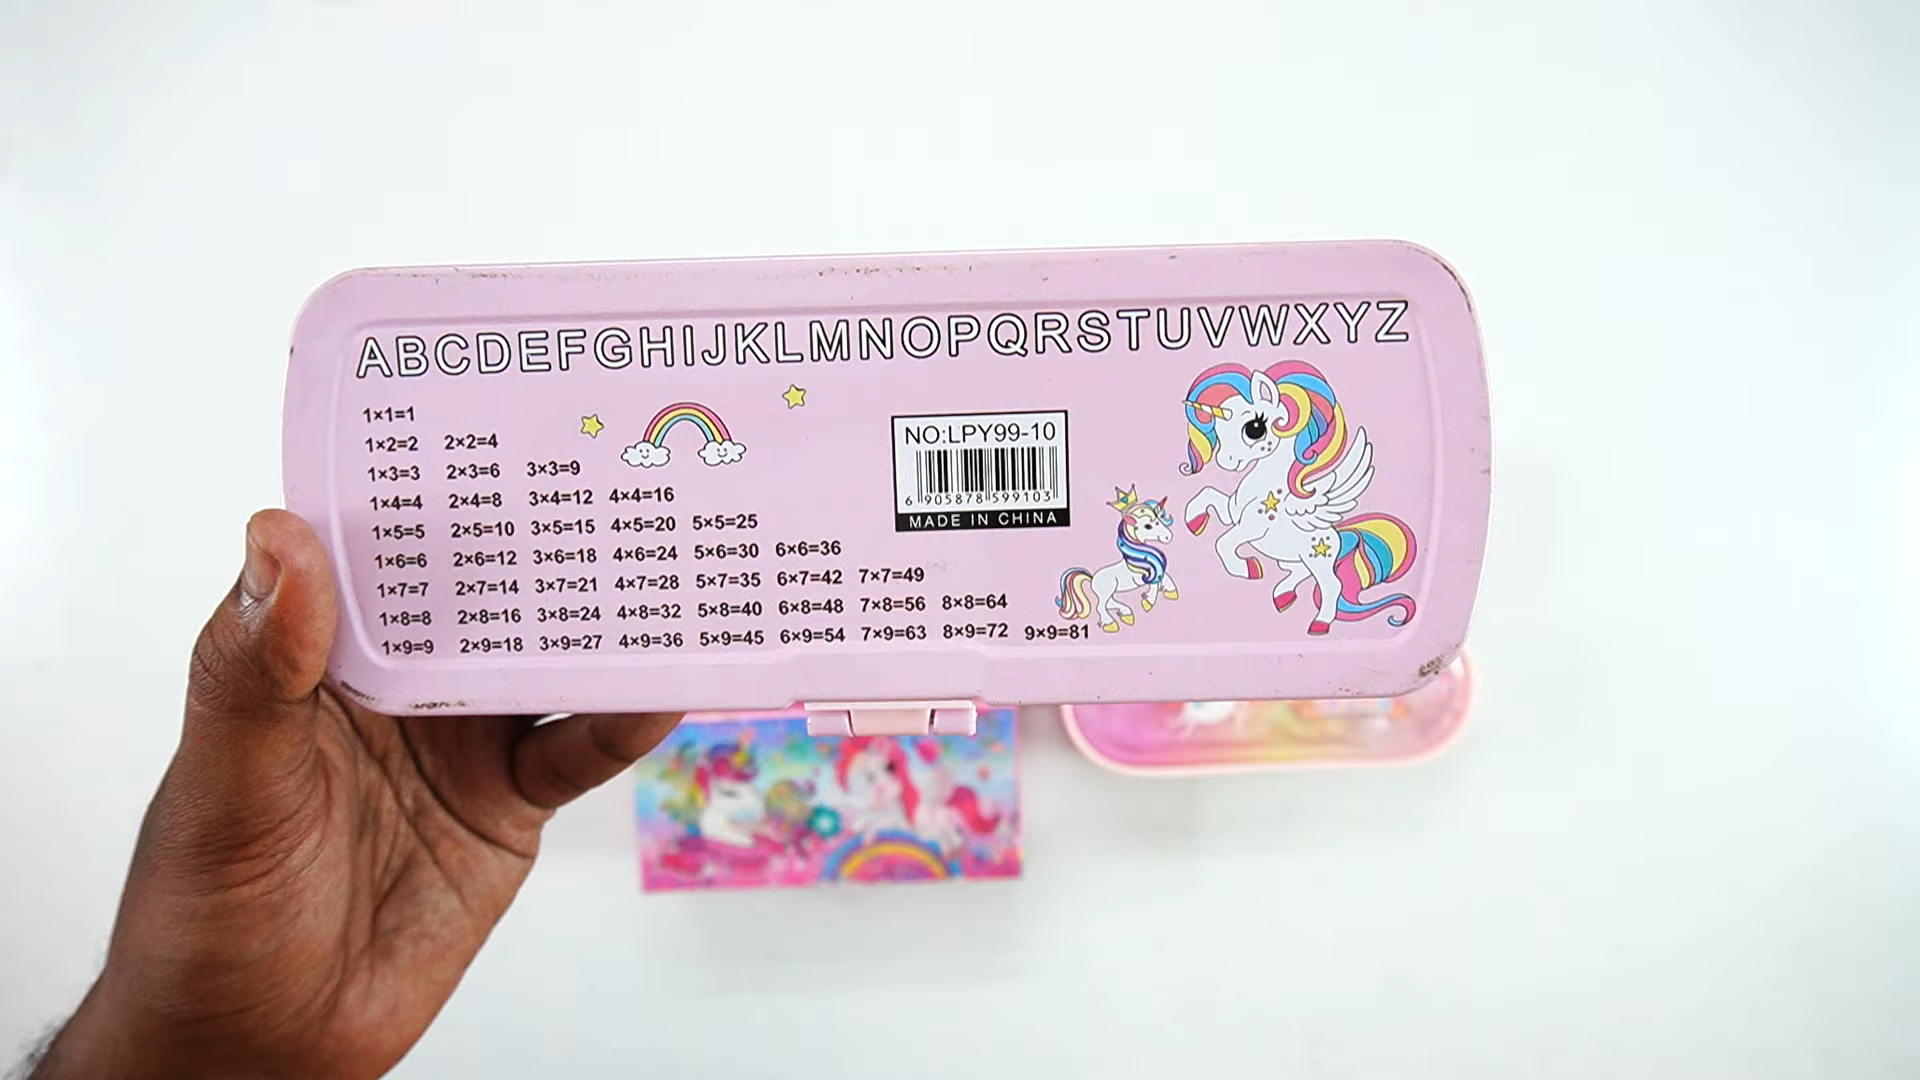 ABCDEFGHIJKLMNOPQRSTUVWXYZ
1×1=1
1×2=2 2×2=4
1×3=3 2×3=6 3×3=9
1×4=4 2×4=8 3×4=12 4×4=16
1×5=5 2×5=10 3×5=15 4×5=20 5×5=25
1×6=6 2×6=12 3×6=18 4×6=24 5×6=30 6×6=36
1×7=7 2×7=14 3×7=21 4×7=28 5×7=35 6×7=42 7×7=49
1×8=8 2×8=16 3×8=24 4×8=32 5×8=40 6×8=48 7×8=56 8×8=64
1×9=9 2×9=18 3×9=27 4×9=36 5×9=45 6×9=54 7×9=63 8×9=72 9×9=81
NO:LPY99-10
6 905878 599103
MADE IN CHINA